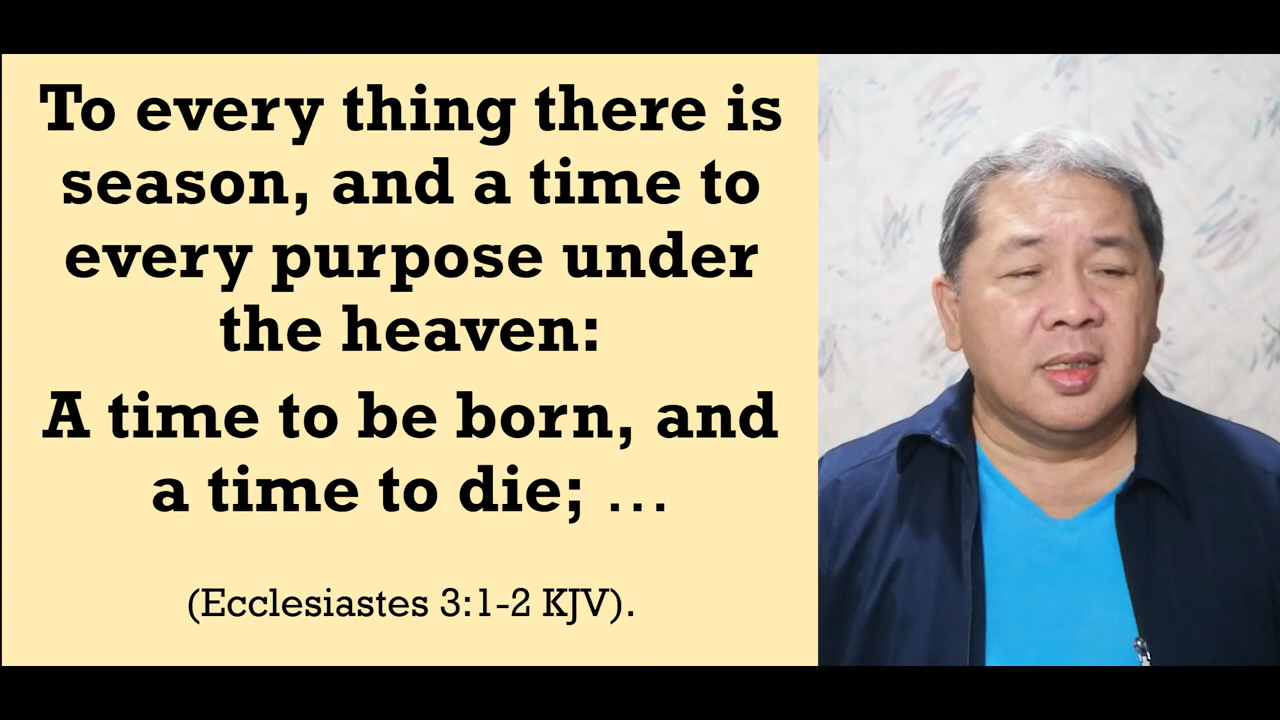 To every thing there is
season, and a time to
every purpose under
the heaven:
A time to be born, and
a time to die; …
(Ecclesiastes 3:1-2 KJV).